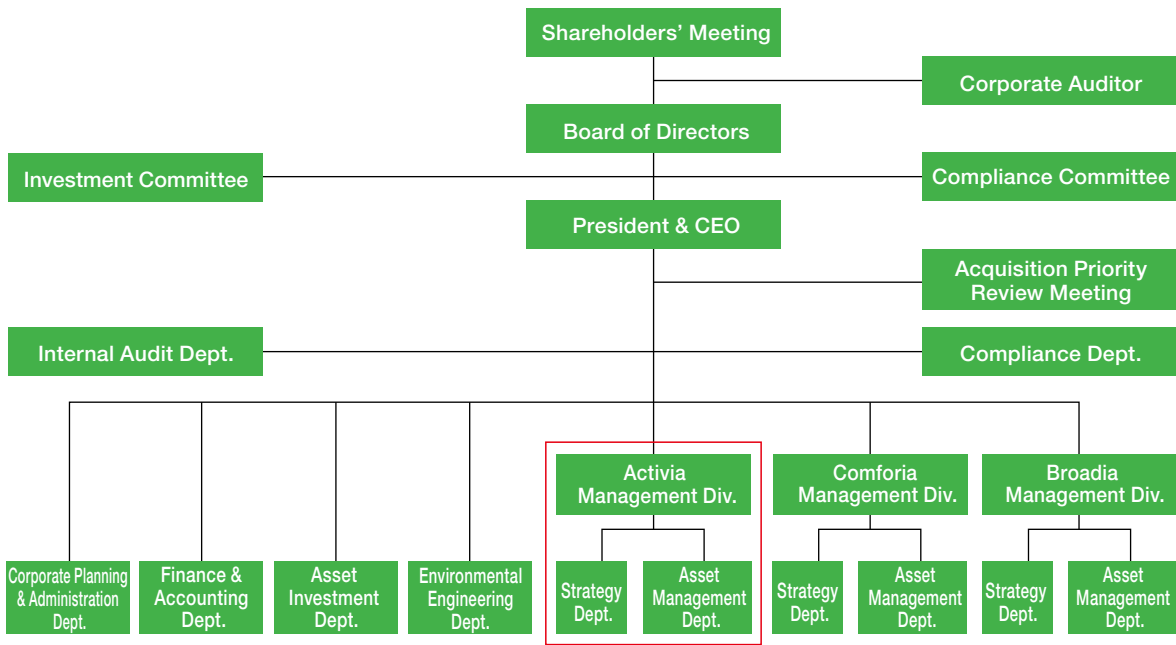 Shareholders’ Meeting
Corporate Auditor
Board of Directors
Investment Committee
Compliance Committee
President & CEO
Acquisition Priority
Review Meeting
Internal Audit Dept.
Compliance Dept.
Activia
Management Div.
Comforia
Management Div.
Broadia
Management Div.
Corporate Planning
& Administration
Dept.
Finance &
Accounting
Dept.
Asset
Investment
Dept.
Environmental
Engineering
Dept.
Strategy
Dept.
Asset
Management
Dept.
Strategy
Dept.
Asset
Management
Dept.
Strategy
Dept.
Asset
Management
Dept.